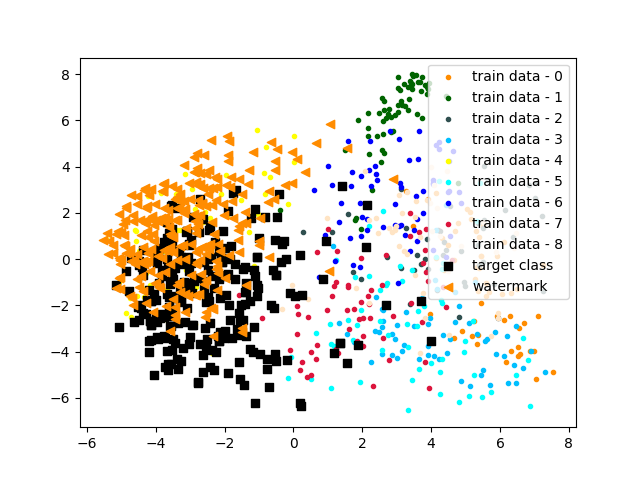 8
6
4
2
0
−2
−4
−6
−6
−4
−2
0
2
4
6
8
train data - 0
train data - 1
train data - 2
train data - 3
train data - 4
train data - 5
train data - 6
train data - 7
train data - 8
target class
watermark